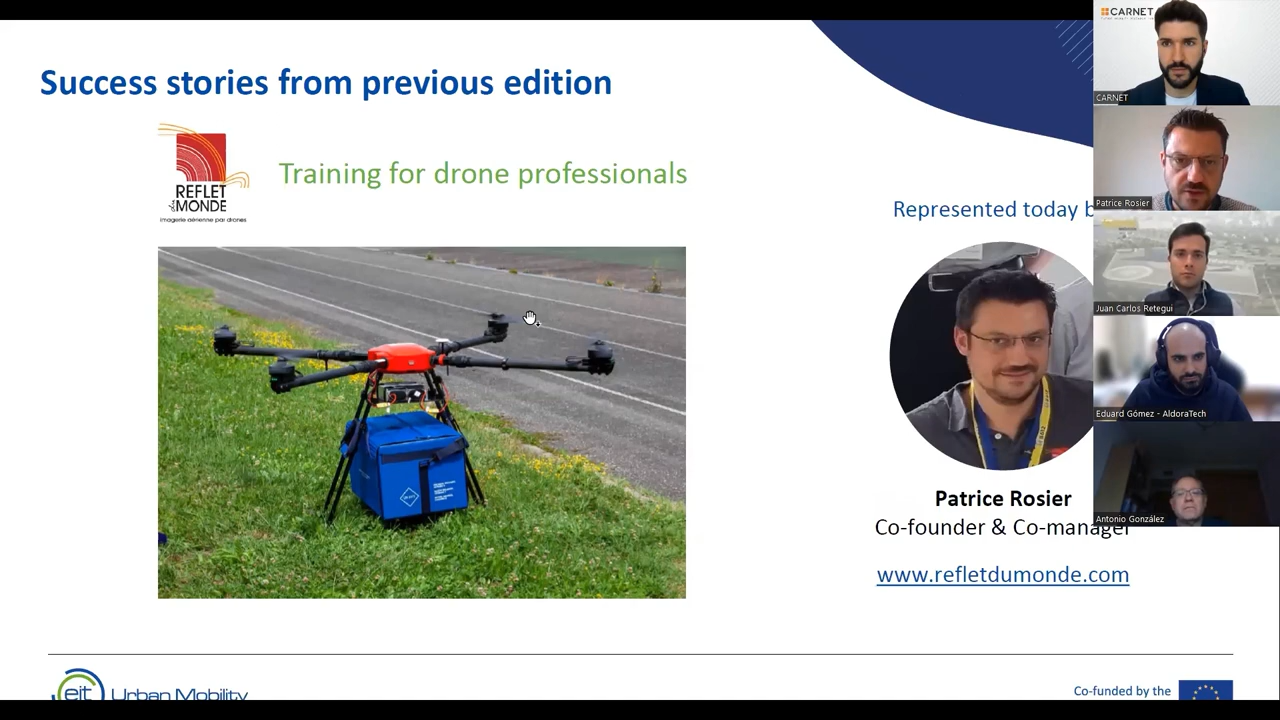 Success stories from previous edition
REFLET
du MONDE
imagerie aérienne par drones
Training for drone professionals
Represented today b
Patrice Rosier
Co-founder & Co-manager
www.refletdumonde.com
eit Urban Mobility
Co-funded by the
CARNET
CARNET
Patrice Rosier
Juan Carlos Retegui
Eduard Gómez - AldoraTech
Antonio González